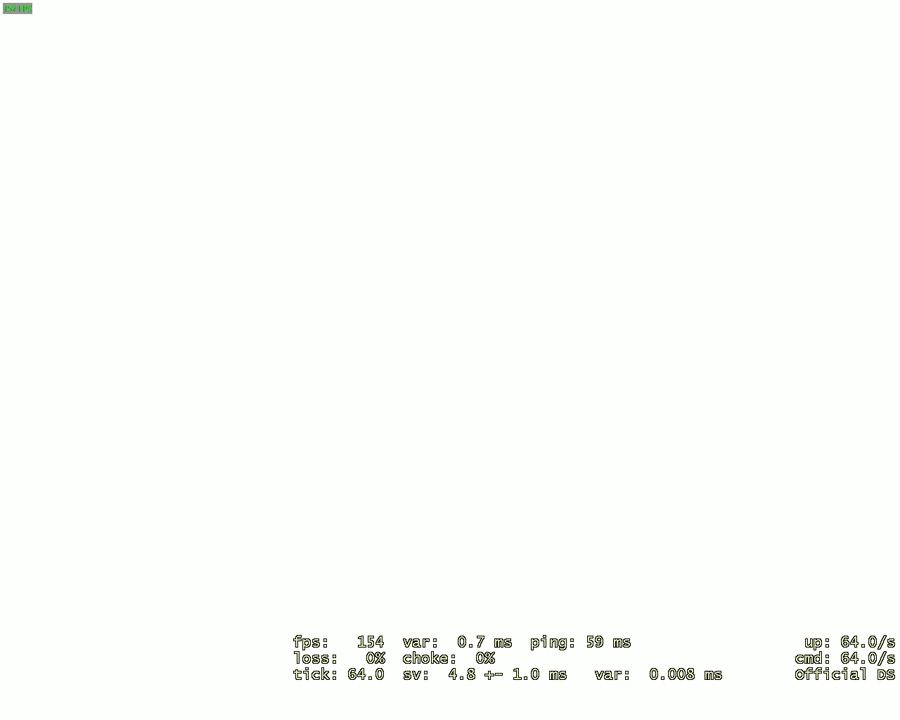 fps: 154 var: 0.7 ms ping: 59 ms up: 64.0/s
loss: 0% choke: 0% cmd: 64.0/s
tick: 64.0 sv: 4.8 +- 1.0 ms var: 0.008 ms Official DS